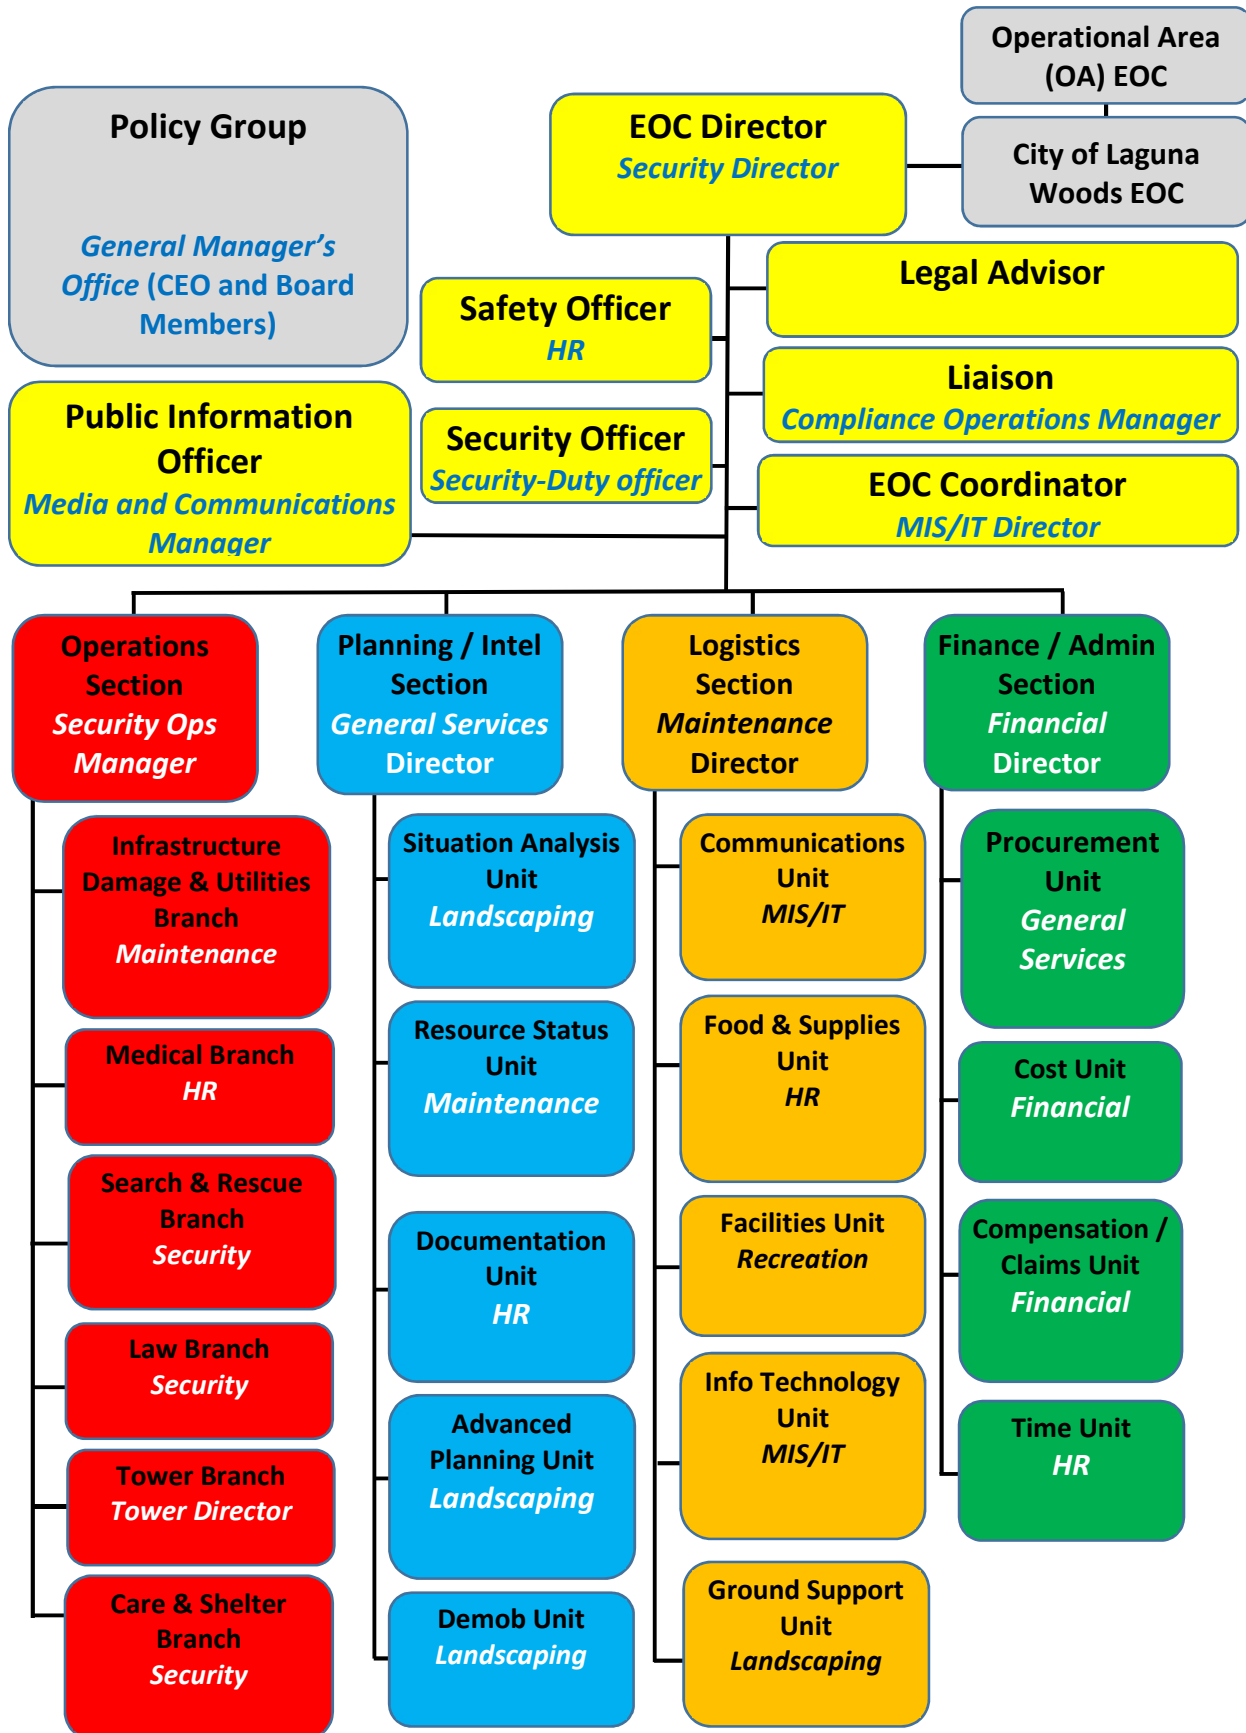 Operational Area
(OA) EOC
Policy Group
General Manager's
Office (CEO and Board
Members)
EOC Director
Security Director
City of Laguna
Woods EOC
Legal Advisor
Safety Officer
HR
Liaison
Compliance Operations Manager
Public Information
Officer
Media and Communications
Manager
Security Officer
Security-Duty officer
EOC Coordinator
MIS/IT Director
Operations
Section
Security Ops
Manager
Planning / Intel
Section
General Services
Director
Logistics
Section
Maintenance
Director
Finance / Admin
Section
Financial
Director
Infrastructure
Damage & Utilities
Branch
Maintenance
Medical Branch
HR
Search & Rescue
Branch
Security
Law Branch
Security
Tower Branch
Tower Director
Care & Shelter
Branch
Security
Situation Analysis
Unit
Landscaping
Resource Status
Unit
Maintenance
Documentation
Unit
HR
Advanced
Planning Unit
Landscaping
Demob Unit
Landscaping
Communications
Unit
MIS/IT
Food & Supplies
Unit
HR
Facilities Unit
Recreation
Info Technology
Unit
MIS/IT
Ground Support
Unit
Landscaping
Procurement
Unit
General
Services
Cost Unit
Financial
Compensation /
Claims Unit
Financial
Time Unit
HR